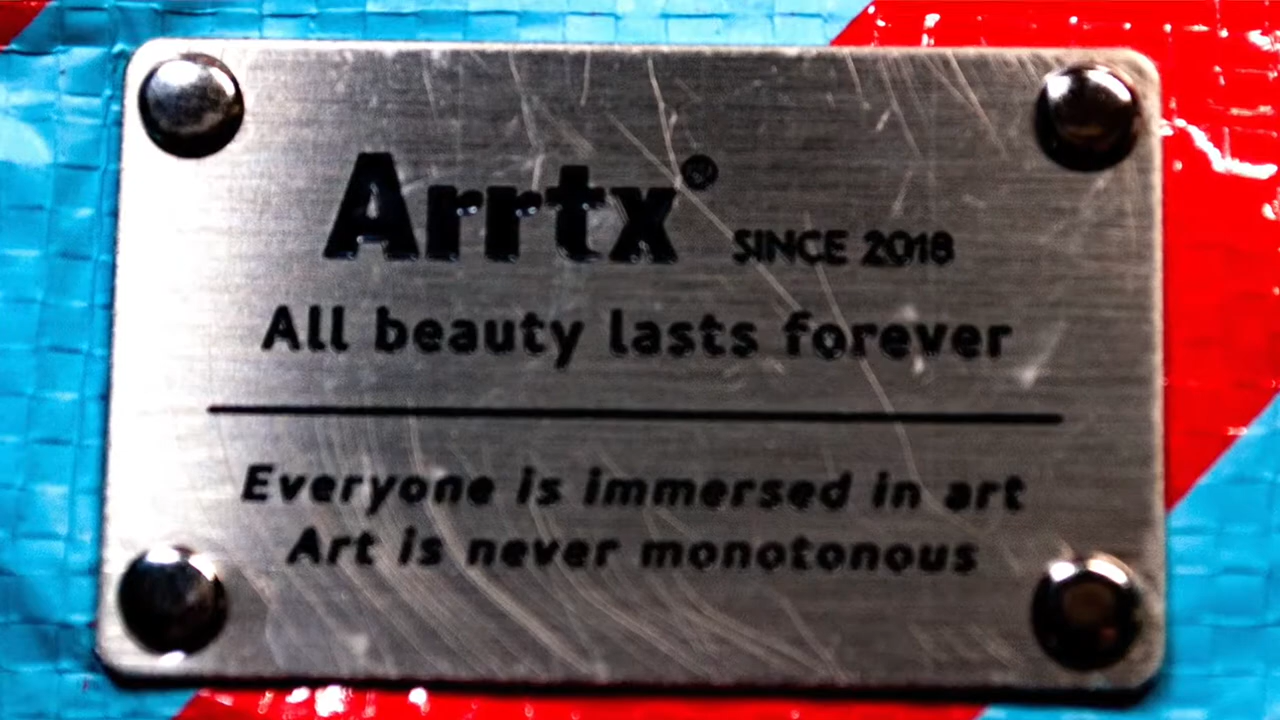 Arrtx® SINCE 2018
All beauty lasts forever
Everyone is immersed in art
Art is never monotonous